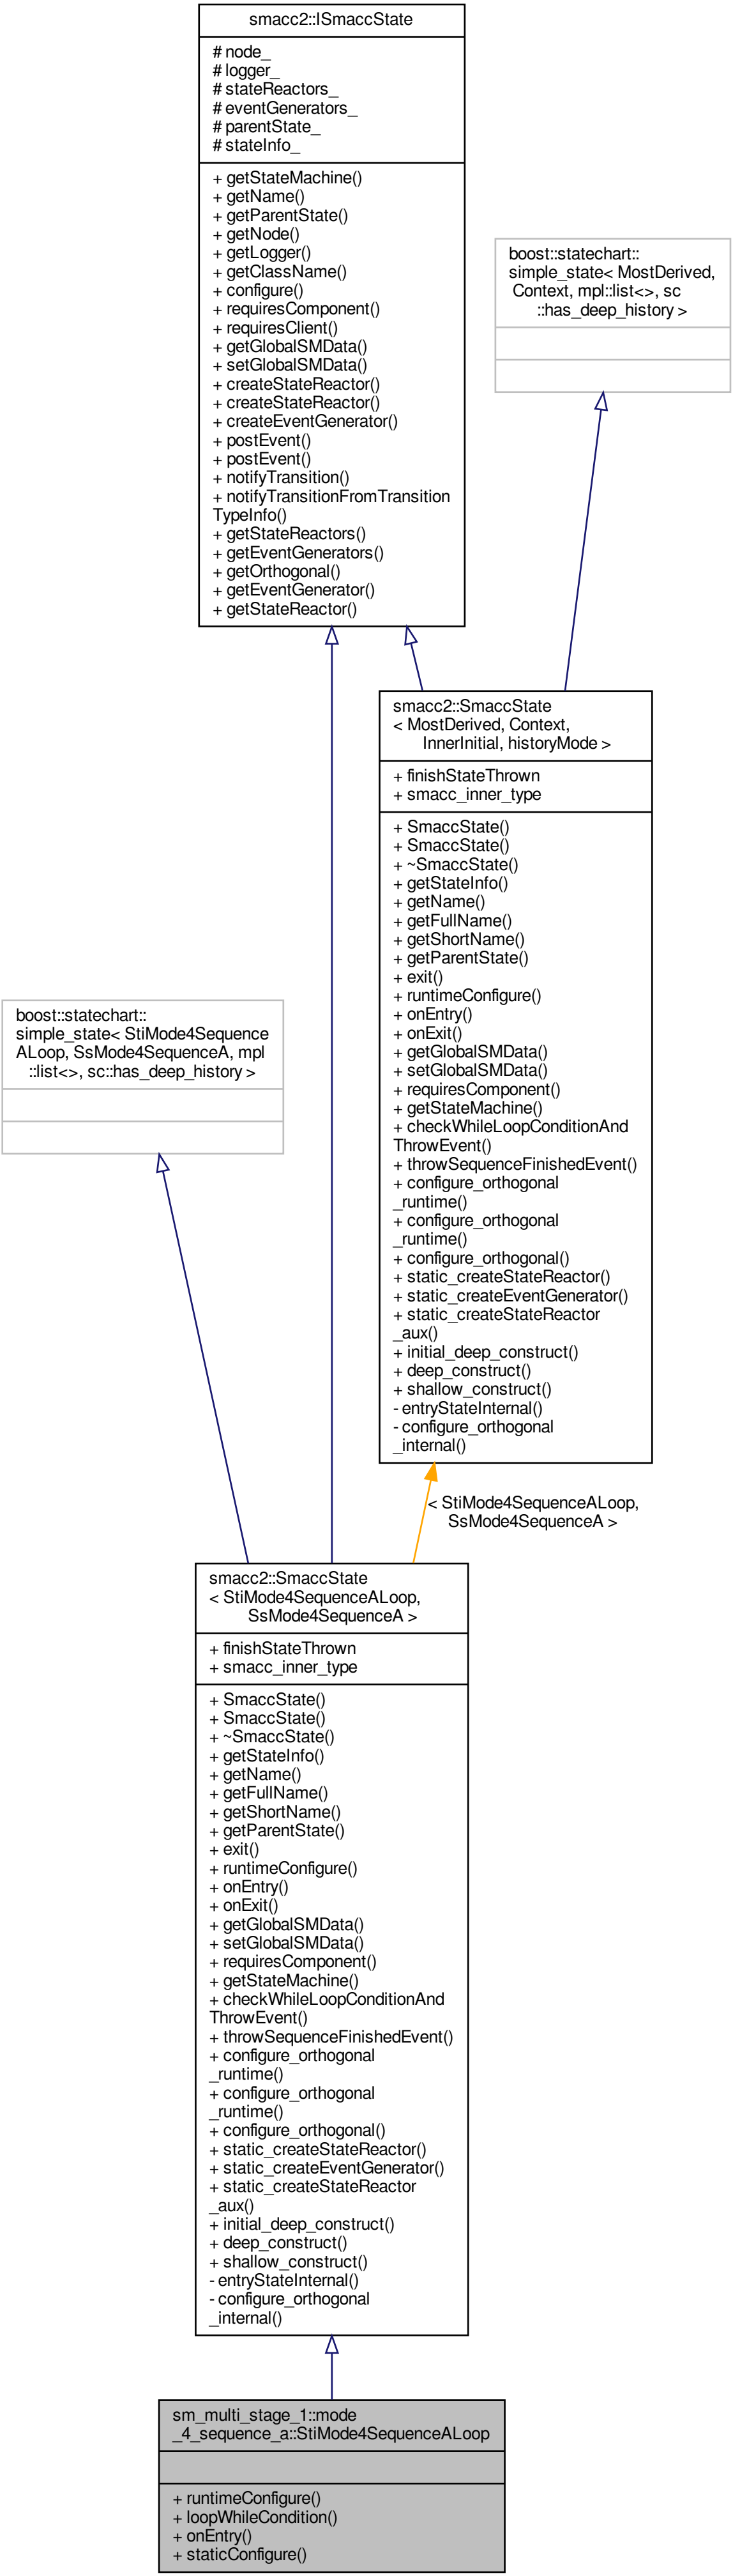 smacc2::ISmaccState
# node_
# logger_
# stateReactors_
# eventGenerators_
# parentState_
# stateInfo_
+ getStateMachine()
+ getName()
+ getParentState()
+ getNode()
+ getLogger()
+ getClassName()
+ configure()
+ requiresComponent()
+ requiresClient()
+ getGlobalSMData()
+ setGlobalSMData()
+ createStateReactor()
+ createStateReactor()
+ createEventGenerator()
+ postEvent()
+ postEvent()
+ notifyTransition()
+ notifyTransitionFromTransition
TypeInfo()
+ getStateReactors()
+ getEventGenerators()
+ getOrthogonal()
+ getEventGenerator()
+ getStateReactor()
boost::statechart::
simple_state< MostDerived,
Context, mpl::list<>, sc
::has_deep_history >
smacc2::SmaccState
< MostDerived, Context,
InnerInitial, historyMode >
+ finishStateThrown
+ smacc_inner_type
+ SmaccState()
+ SmaccState()
+ ~SmaccState()
+ getStateInfo()
+ getName()
+ getFullName()
+ getShortName()
+ getParentState()
+ exit()
+ runtimeConfigure()
+ onEntry()
+ onExit()
+ getGlobalSMData()
+ setGlobalSMData()
+ requiresComponent()
+ getStateMachine()
+ checkWhileLoopConditionAnd
ThrowEvent()
+ throwSequenceFinishedEvent()
+ configure_orthogonal
_runtime()
+ configure_orthogonal
_runtime()
+ configure_orthogonal()
+ static_createStateReactor()
+ static_createEventGenerator()
+ static_createStateReactor
_aux()
+ initial_deep_construct()
+ deep_construct()
+ shallow_construct()
- entryStateInternal()
- configure_orthogonal
_internal()
boost::statechart::
simple_state< StiMode4Sequence
ALoop, SsMode4SequenceA, mpl
::list<>, sc::has_deep_history >
< StiMode4SequenceALoop,
SsMode4SequenceA >
smacc2::SmaccState
< StiMode4SequenceALoop,
SsMode4SequenceA >
+ finishStateThrown
+ smacc_inner_type
+ SmaccState()
+ SmaccState()
+ ~SmaccState()
+ getStateInfo()
+ getName()
+ getFullName()
+ getShortName()
+ getParentState()
+ exit()
+ runtimeConfigure()
+ onEntry()
+ onExit()
+ getGlobalSMData()
+ setGlobalSMData()
+ requiresComponent()
+ getStateMachine()
+ checkWhileLoopConditionAnd
ThrowEvent()
+ throwSequenceFinishedEvent()
+ configure_orthogonal
_runtime()
+ configure_orthogonal
_runtime()
+ configure_orthogonal()
+ static_createStateReactor()
+ static_createEventGenerator()
+ static_createStateReactor
_aux()
+ initial_deep_construct()
+ deep_construct()
+ shallow_construct()
- entryStateInternal()
- configure_orthogonal
_internal()
sm_multi_stage_1::mode
_4_sequence_a::StiMode4SequenceALoop
+ runtimeConfigure()
+ loopWhileCondition()
+ onEntry()
+ staticConfigure()